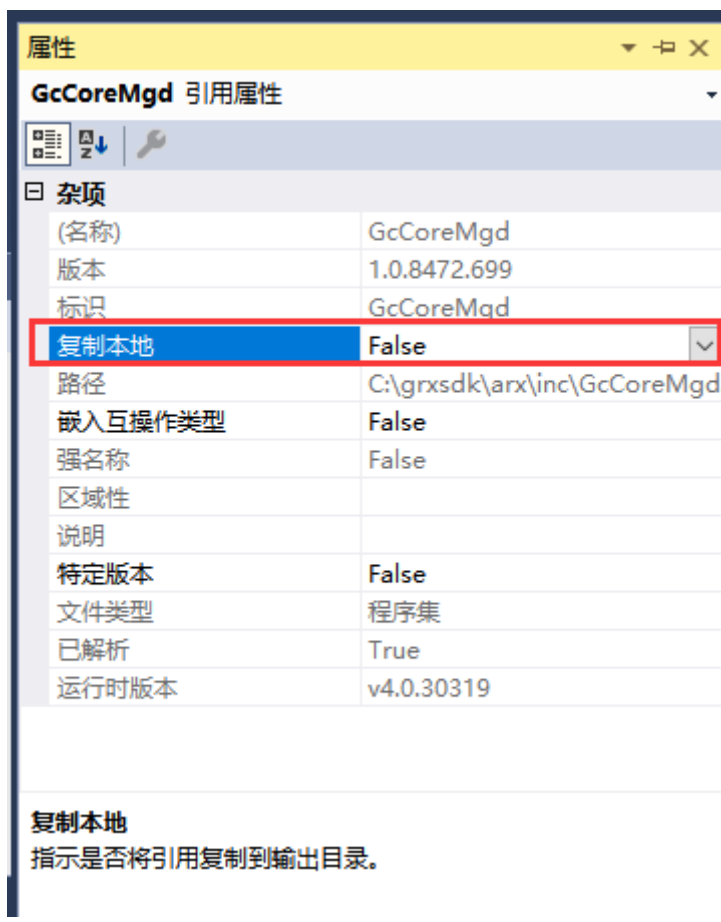 属性
GcCoreMgd 引用属性
杂项
(名称) GcCoreMgd
版本 1.0.8472.699
标识 GcCoreMgd
复制本地 False
路径 C:\grxsdk\arx\inc\GcCoreMgd
嵌入互操作类型 False
强名称 False
区域性
说明
特定版本 False
文件类型 程序集
已解析 True
运行时版本 v4.0.30319
复制本地
指示是否将引用复制到输出目录。